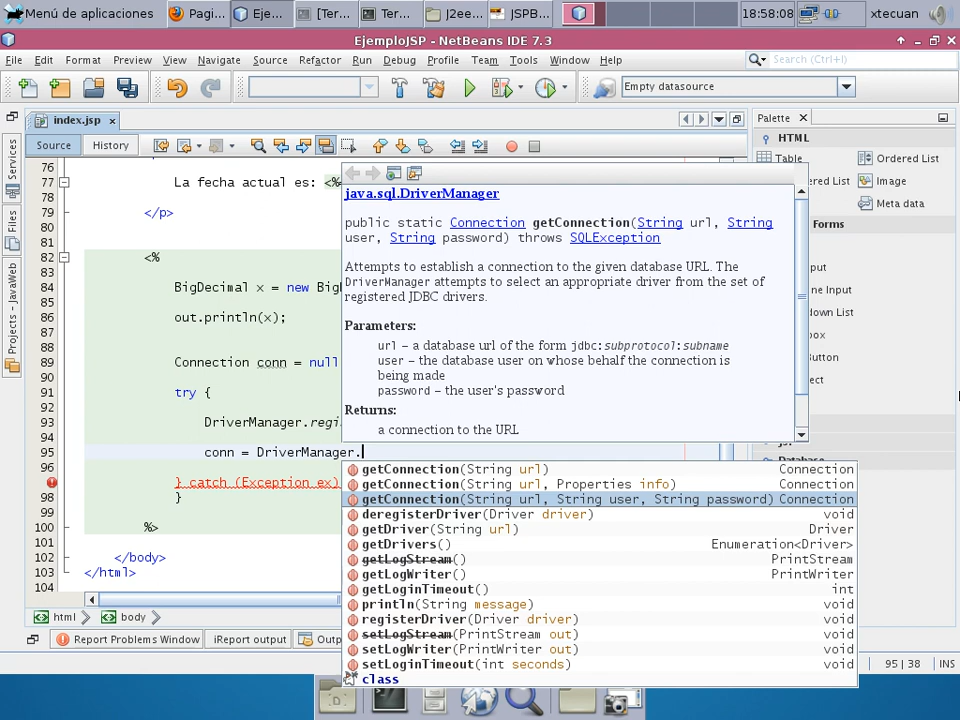 Menú de aplicaciones
Pagi...
Eje...
[Ter...
Ter...
J2ee...
JSPB...
18:58:08
xtecuan
EjemploJSP - NetBeans IDE 7.3
File Edit Format Preview View Navigate Source Refactor Run Debug Profile Team Tools Window Help
Search (Ctrl+I)
Empty datasource
index.jsp
Palette
Source History
HTML
Table
Ordered List
Image
Meta data
Forms
Services
Files
Projects - JavaWeb
76
77 La fecha actual es: <%
78
79 </p>
80
81
82 <%
83
84 BigDecimal x = new Big
85
86 out.println(x);
87
88
89 Connection conn = null
90
91 try {
92
93 DriverManager.regi
94
95 conn = DriverManager.
96
} catch (Exception ex)
98 }
99
100 %>
101
102 </body>
103 </html>
104
java.sql.DriverManager
public static Connection getConnection(String url, String
user, String password) throws SQLException
Attempts to establish a connection to the given database URL. The
DriverManager attempts to select an appropriate driver from the set of
registered JDBC drivers.
Parameters:
url – a database url of the form jdbc:subprotocol:subname
user – the database user on whose behalf the connection is
being made
password – the user's password
Returns:
a connection to the URL
getConnection(String url) Connection
getConnection(String url, Properties info) Connection
getConnection(String url, String user, String password) Connection
deregisterDriver(Driver driver) void
getDriver(String url) Driver
getDrivers() Enumeration<Driver>
getLogStream() PrintStream
getLogWriter() PrintWriter
getLoginTimeout() int
println(String message) void
registerDriver(Driver driver) void
setLogStream(PrintStream out) void
setLogWriter(PrintWriter out) void
setLoginTimeout(int seconds) void
class
html body
Report Problems Window
iReport output
95 | 38 INS